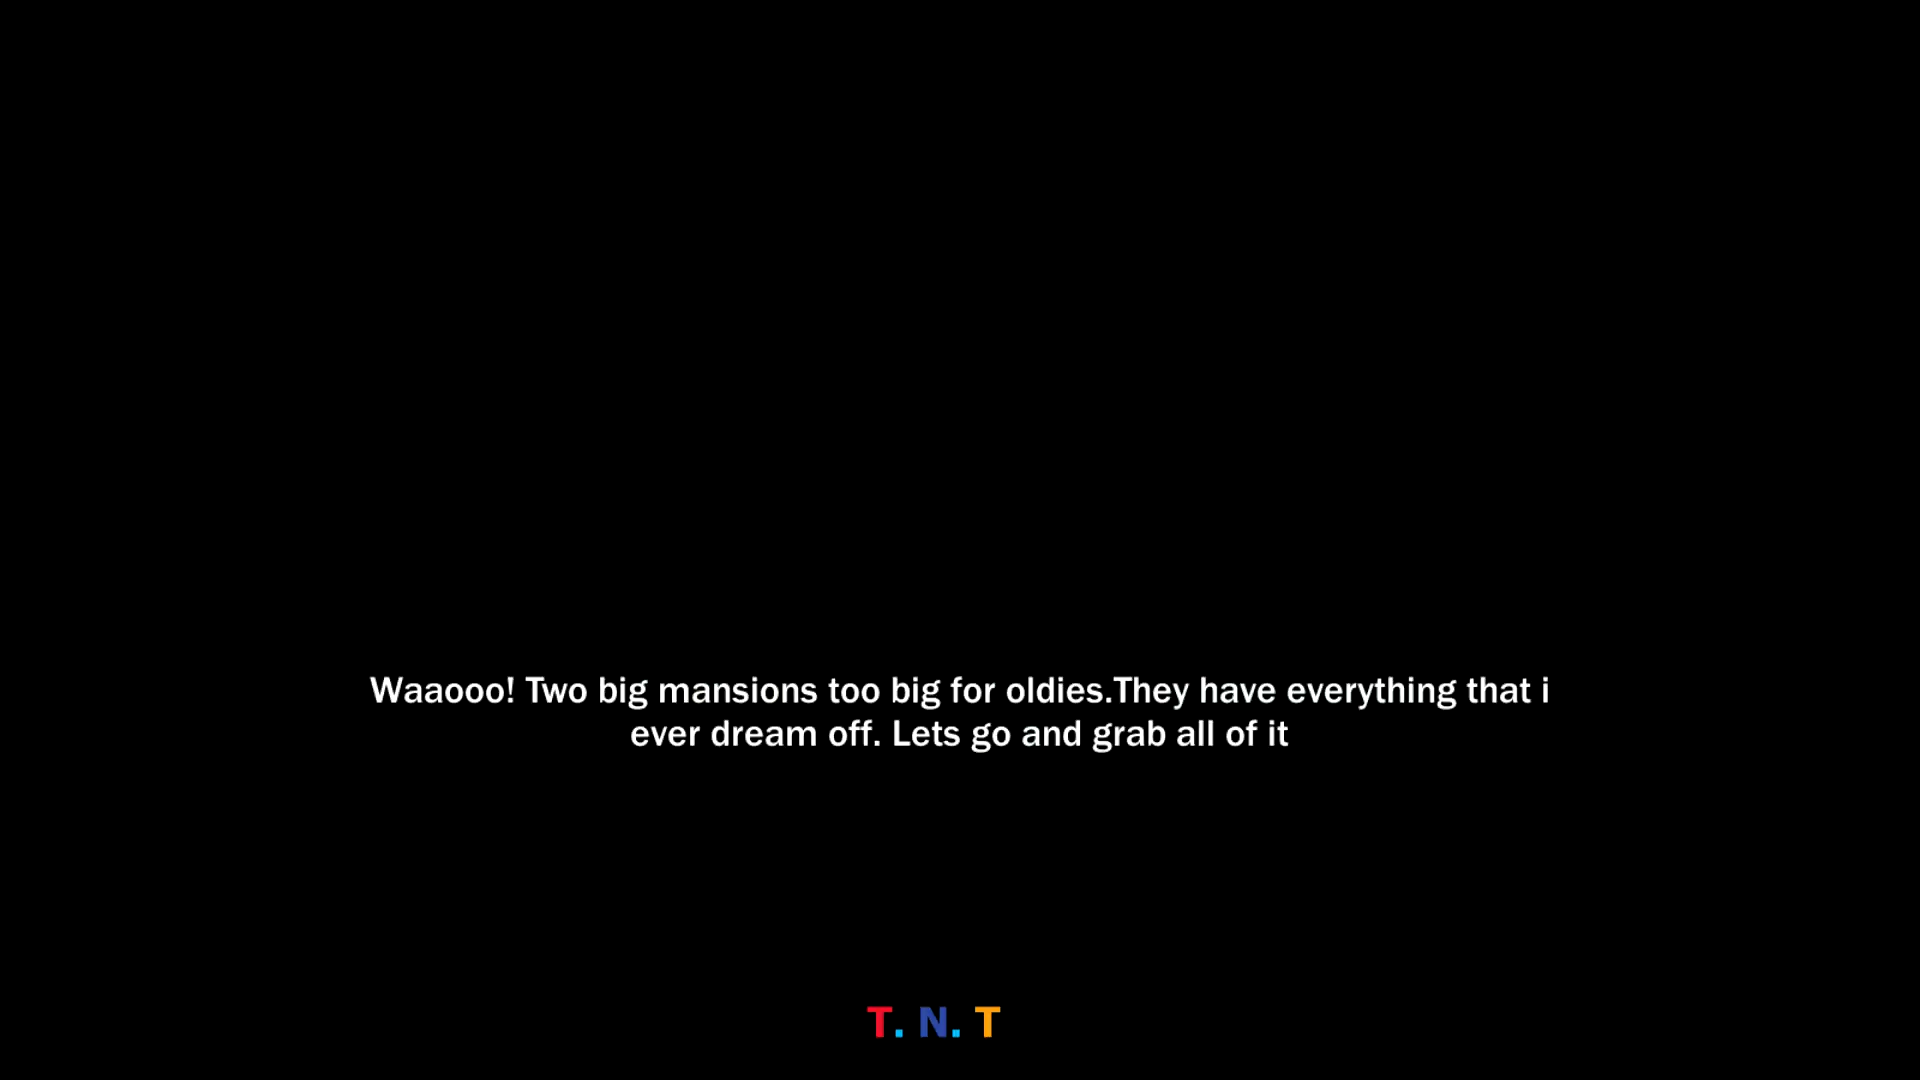 Waaooo! Two big mansions too big for oldies.They have everything that i
ever dream off. Lets go and grab all of it
T. N. T